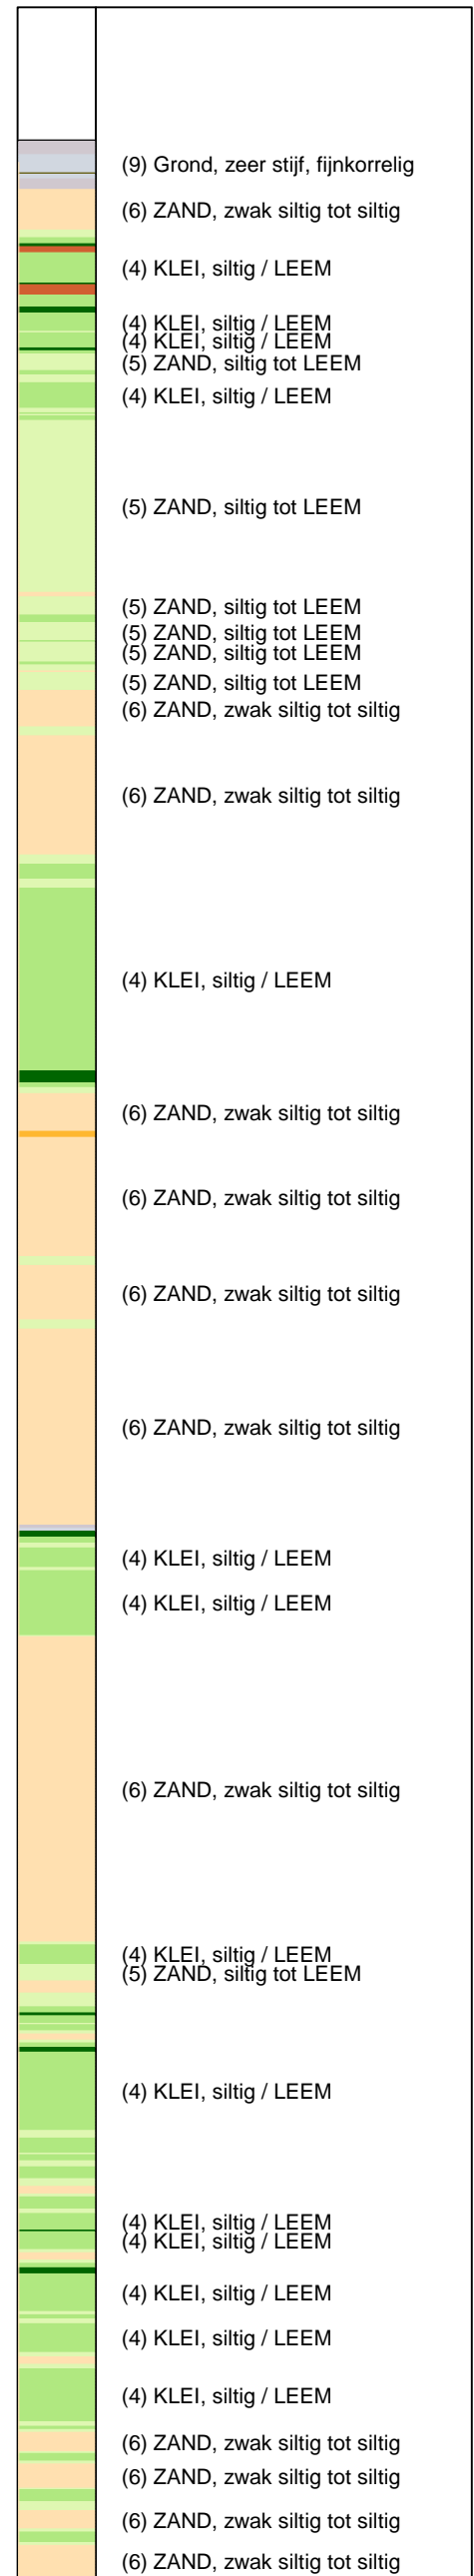 (9) Grond, zeer stijf, fijnkorrelig
(6) ZAND, zwak siltig tot siltig
(4) KLEI, siltig / LEEM
(4) KLEI, siltig / LEEM
(4) KLEI, siltig / LEEM
(5) ZAND, siltig tot LEEM
(4) KLEI, siltig / LEEM
(5) ZAND, siltig tot LEEM
(5) ZAND, siltig tot LEEM
(5) ZAND, siltig tot LEEM
(5) ZAND, siltig tot LEEM
(5) ZAND, siltig tot LEEM
(6) ZAND, zwak siltig tot siltig
(6) ZAND, zwak siltig tot siltig
(4) KLEI, siltig / LEEM
(6) ZAND, zwak siltig tot siltig
(6) ZAND, zwak siltig tot siltig
(6) ZAND, zwak siltig tot siltig
(6) ZAND, zwak siltig tot siltig
(4) KLEI, siltig / LEEM
(4) KLEI, siltig / LEEM
(6) ZAND, zwak siltig tot siltig
(4) KLEI, siltig / LEEM
(5) ZAND, siltig tot LEEM
(4) KLEI, siltig / LEEM
(4) KLEI, siltig / LEEM
(4) KLEI, siltig / LEEM
(4) KLEI, siltig / LEEM
(4) KLEI, siltig / LEEM
(4) KLEI, siltig / LEEM
(6) ZAND, zwak siltig tot siltig
(6) ZAND, zwak siltig tot siltig
(6) ZAND, zwak siltig tot siltig
(6) ZAND, zwak siltig tot siltig